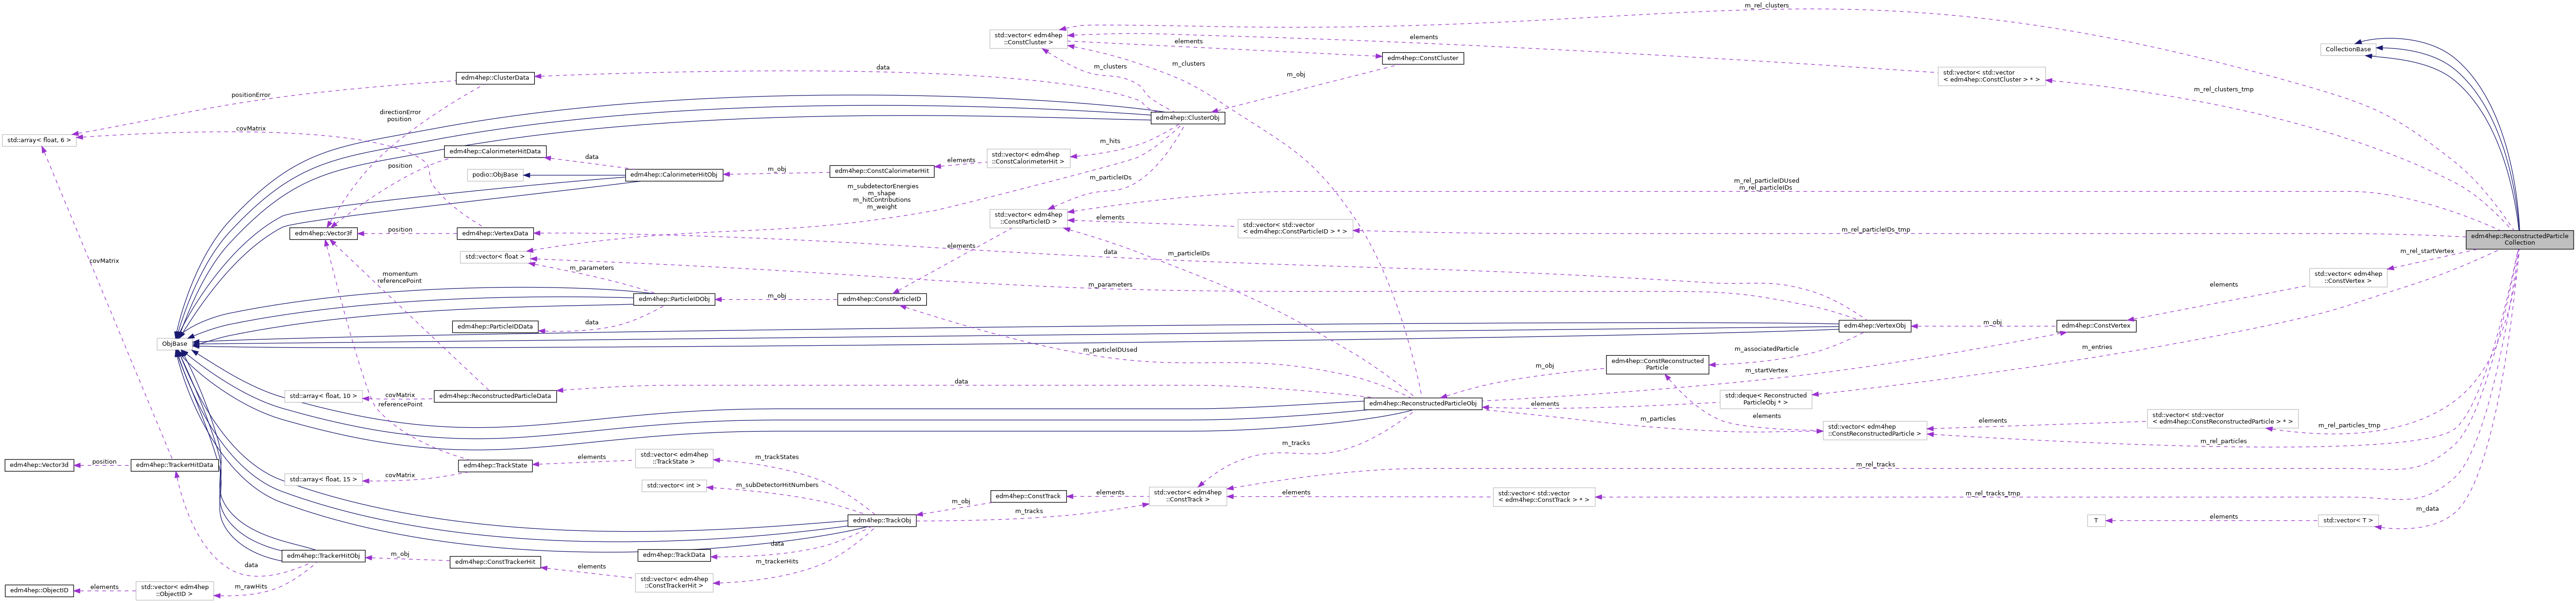 m_rel_clusters
std::vector< edm4hep
::ConstCluster >
elements
elements
CollectionBase
edm4hep::ConstCluster
m_clusters
m_clusters
data
m_obj
edm4hep::ClusterData
std::vector< std::vector
< edm4hep::ConstCluster > * >
m_rel_clusters_tmp
positionError
directionError
position
edm4hep::ClusterObj
covMatrix
std::array< float, 6 >
m_hits
edm4hep::CalorimeterHitData
data
std::vector< edm4hep
::ConstCalorimeterHit >
elements
position
podio::ObjBase
edm4hep::CalorimeterHitObj
m_obj
edm4hep::ConstCalorimeterHit
m_particleIDs
m_rel_particleIDUsed
m_rel_particleIDs
m_subdetectorEnergies
m_shape
m_hitContributions
m_weight
std::vector< edm4hep
::ConstParticleID >
elements
std::vector< std::vector
< edm4hep::ConstParticleID > * >
m_rel_particleIDs_tmp
edm4hep::Vector3f
position
edm4hep::VertexData
edm4hep::ReconstructedParticle
Collection
elements
data
m_particleIDs
m_rel_startVertex
std::vector< float >
covMatrix
m_parameters
momentum
referencePoint
std::vector< edm4hep
::ConstVertex >
m_parameters
elements
edm4hep::ParticleIDObj
m_obj
edm4hep::ConstParticleID
data
edm4hep::ParticleIDData
edm4hep::VertexObj
m_obj
edm4hep::ConstVertex
ObjBase
m_particleIDUsed
m_associatedParticle
m_entries
edm4hep::ConstReconstructed
Particle
m_obj
m_startVertex
data
std::array< float, 10 >
covMatrix
edm4hep::ReconstructedParticleData
referencePoint
edm4hep::ReconstructedParticleObj
elements
std::deque< Reconstructed
ParticleObj * >
m_particles
elements
std::vector< edm4hep
::ConstReconstructedParticle >
elements
std::vector< std::vector
< edm4hep::ConstReconstructedParticle > * >
m_rel_particles_tmp
m_rel_particles
m_tracks
edm4hep::Vector3d
position
edm4hep::TrackerHitData
edm4hep::TrackState
elements
std::vector< edm4hep
::TrackState >
m_trackStates
m_rel_tracks
std::array< float, 15 >
covMatrix
std::vector< int >
m_subDetectorHitNumbers
m_obj
edm4hep::ConstTrack
elements
std::vector< edm4hep
::ConstTrack >
elements
std::vector< std::vector
< edm4hep::ConstTrack > * >
m_rel_tracks_tmp
m_tracks
m_data
edm4hep::TrackObj
T
elements
std::vector< T >
data
edm4hep::TrackData
edm4hep::TrackerHitObj
m_obj
edm4hep::ConstTrackerHit
m_trackerHits
data
elements
std::vector< edm4hep
::ConstTrackerHit >
edm4hep::ObjectID
elements
std::vector< edm4hep
::ObjectID >
m_rawHits